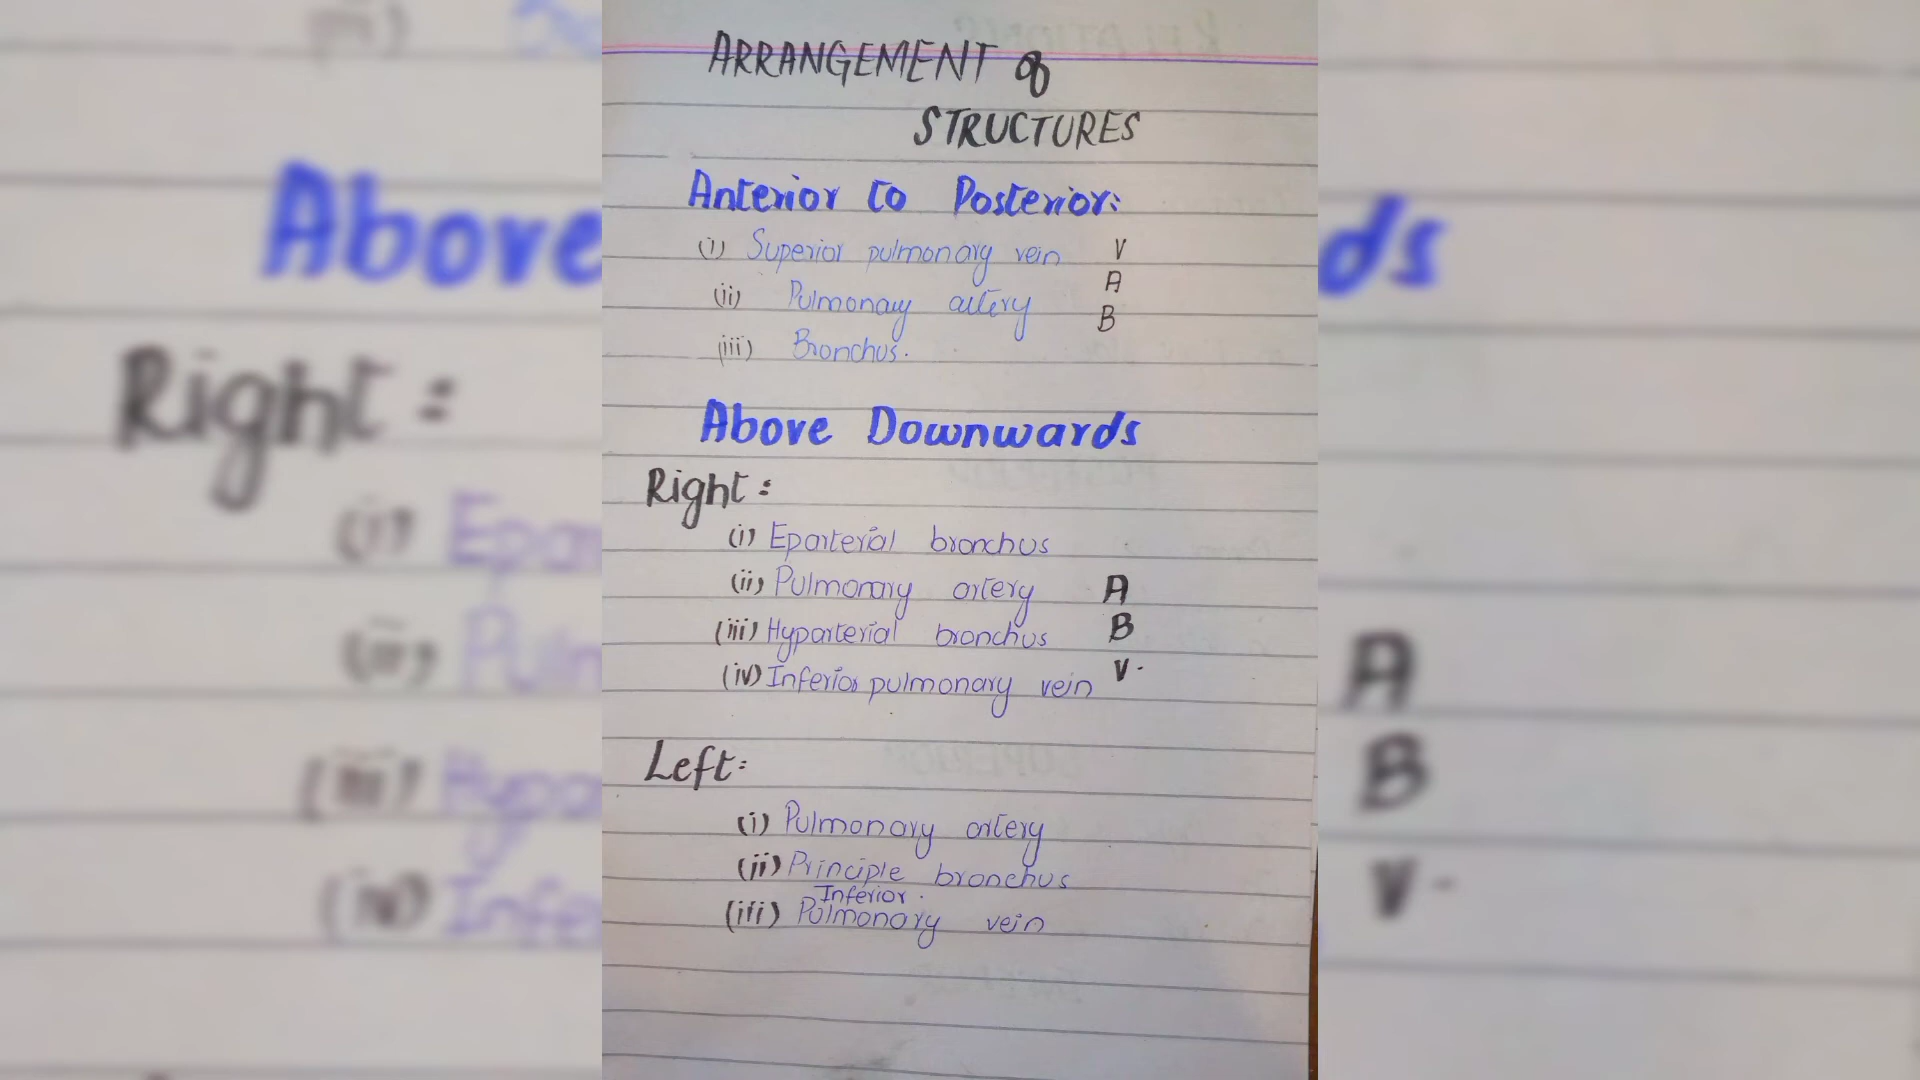 ARRANGEMENT of
STRUCTURES
Anterior to Posterior:
(i) Superior pulmonary vein V
(ii) Pulmonary artery A
(iii) Bronchus. B
Above Downwards
Right:
(i) Eparterial bronchus
(ii) Pulmonary artery A
(iii) Hyparterial bronchus B
(iv) Inferior pulmonary vein V.
Left:
(i) Pulmonary artery
(ii) Principle bronchus
Inferior
(iii) Pulmonary vein